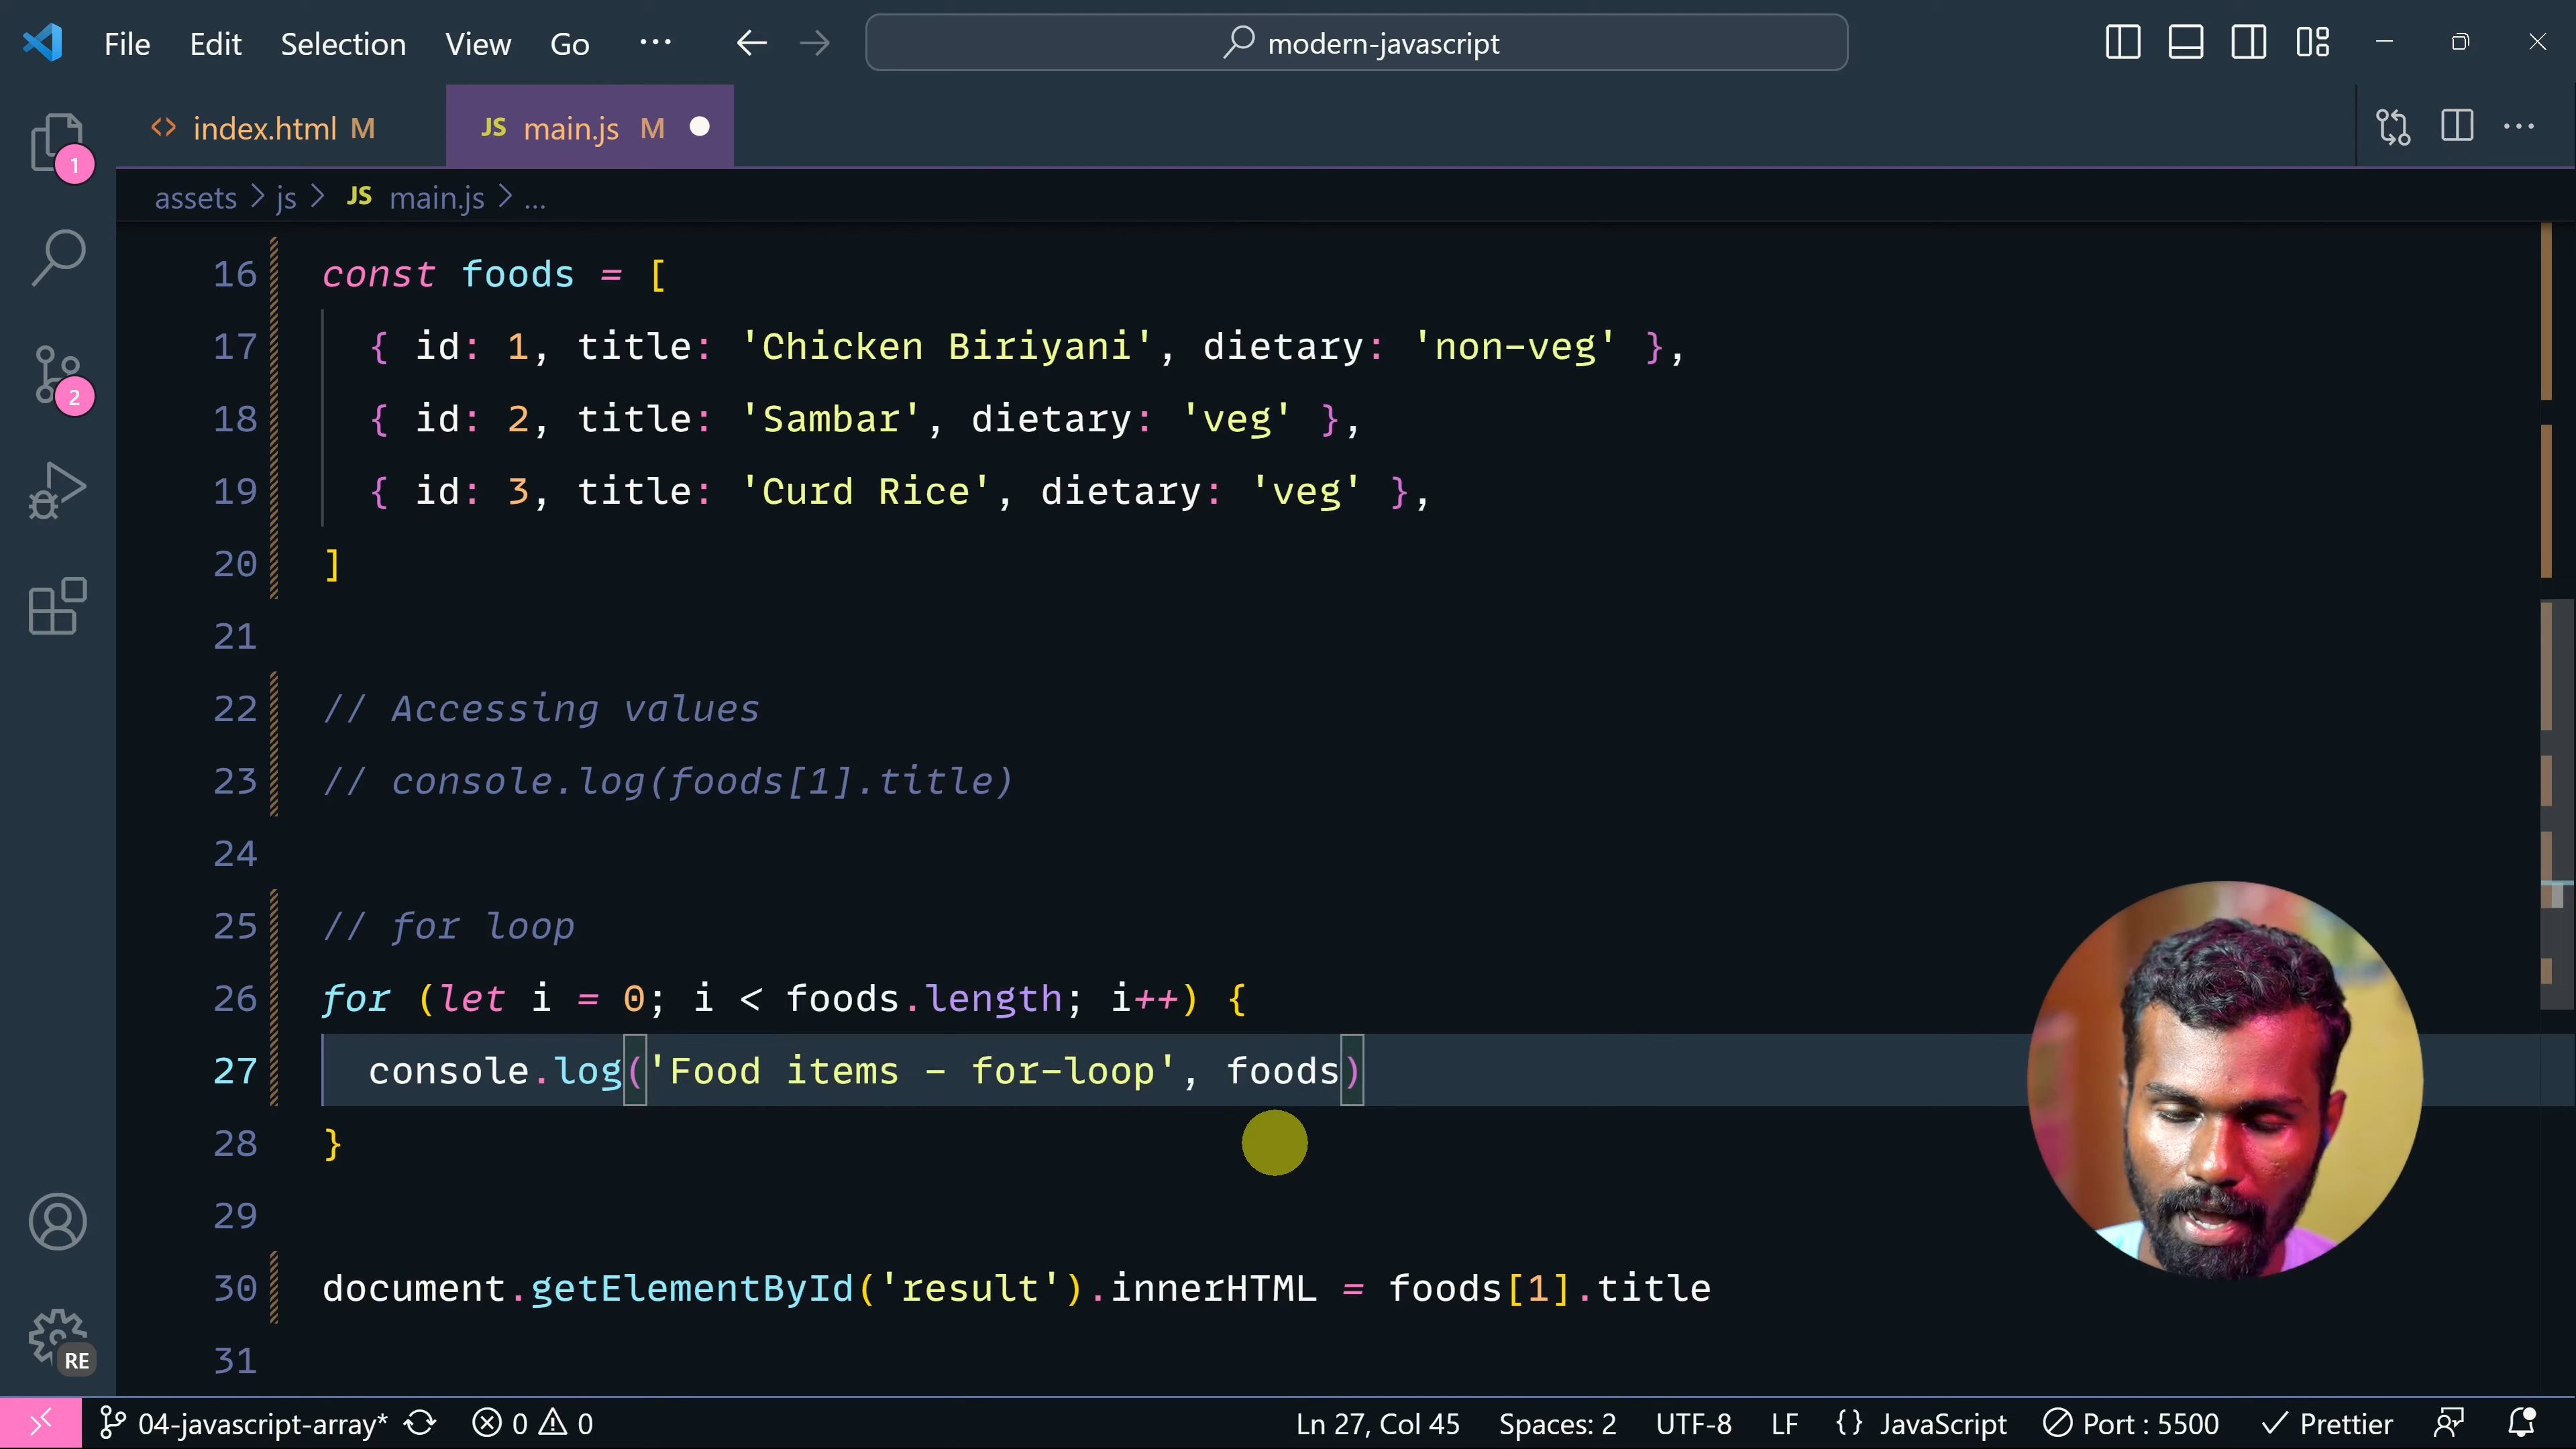 File Edit Selection View Go ... modern-javascript
<> index.html M JS main.js M
1
assets > js > JS main.js > ...
16 const foods = [
17 { id: 1, title: 'Chicken Biriyani', dietary: 'non-veg' },
18 { id: 2, title: 'Sambar', dietary: 'veg' },
19 { id: 3, title: 'Curd Rice', dietary: 'veg' },
20 ]
21
22 // Accessing values
23 // console.log(foods[1].title)
24
25 // for loop
26 for (let i = 0; i < foods.length; i++) {
27 console.log('Food items - for-loop', foods)
28 }
29
30 document.getElementById('result').innerHTML = foods[1].title
31
2
RE
04-javascript-array* 0 0 Ln 27, Col 45 Spaces: 2 UTF-8 LF {} JavaScript Port : 5500 Prettier